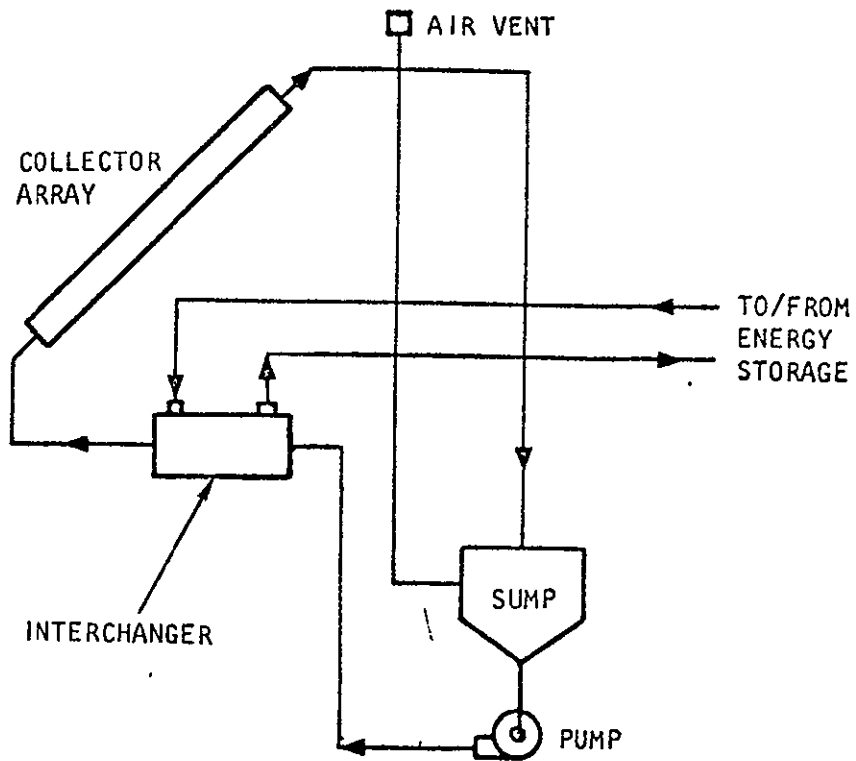 AIR VENT
COLLECTOR
ARRAY
TO/FROM
ENERGY
STORAGE
SUMP
INTERCHANGER
PUMP